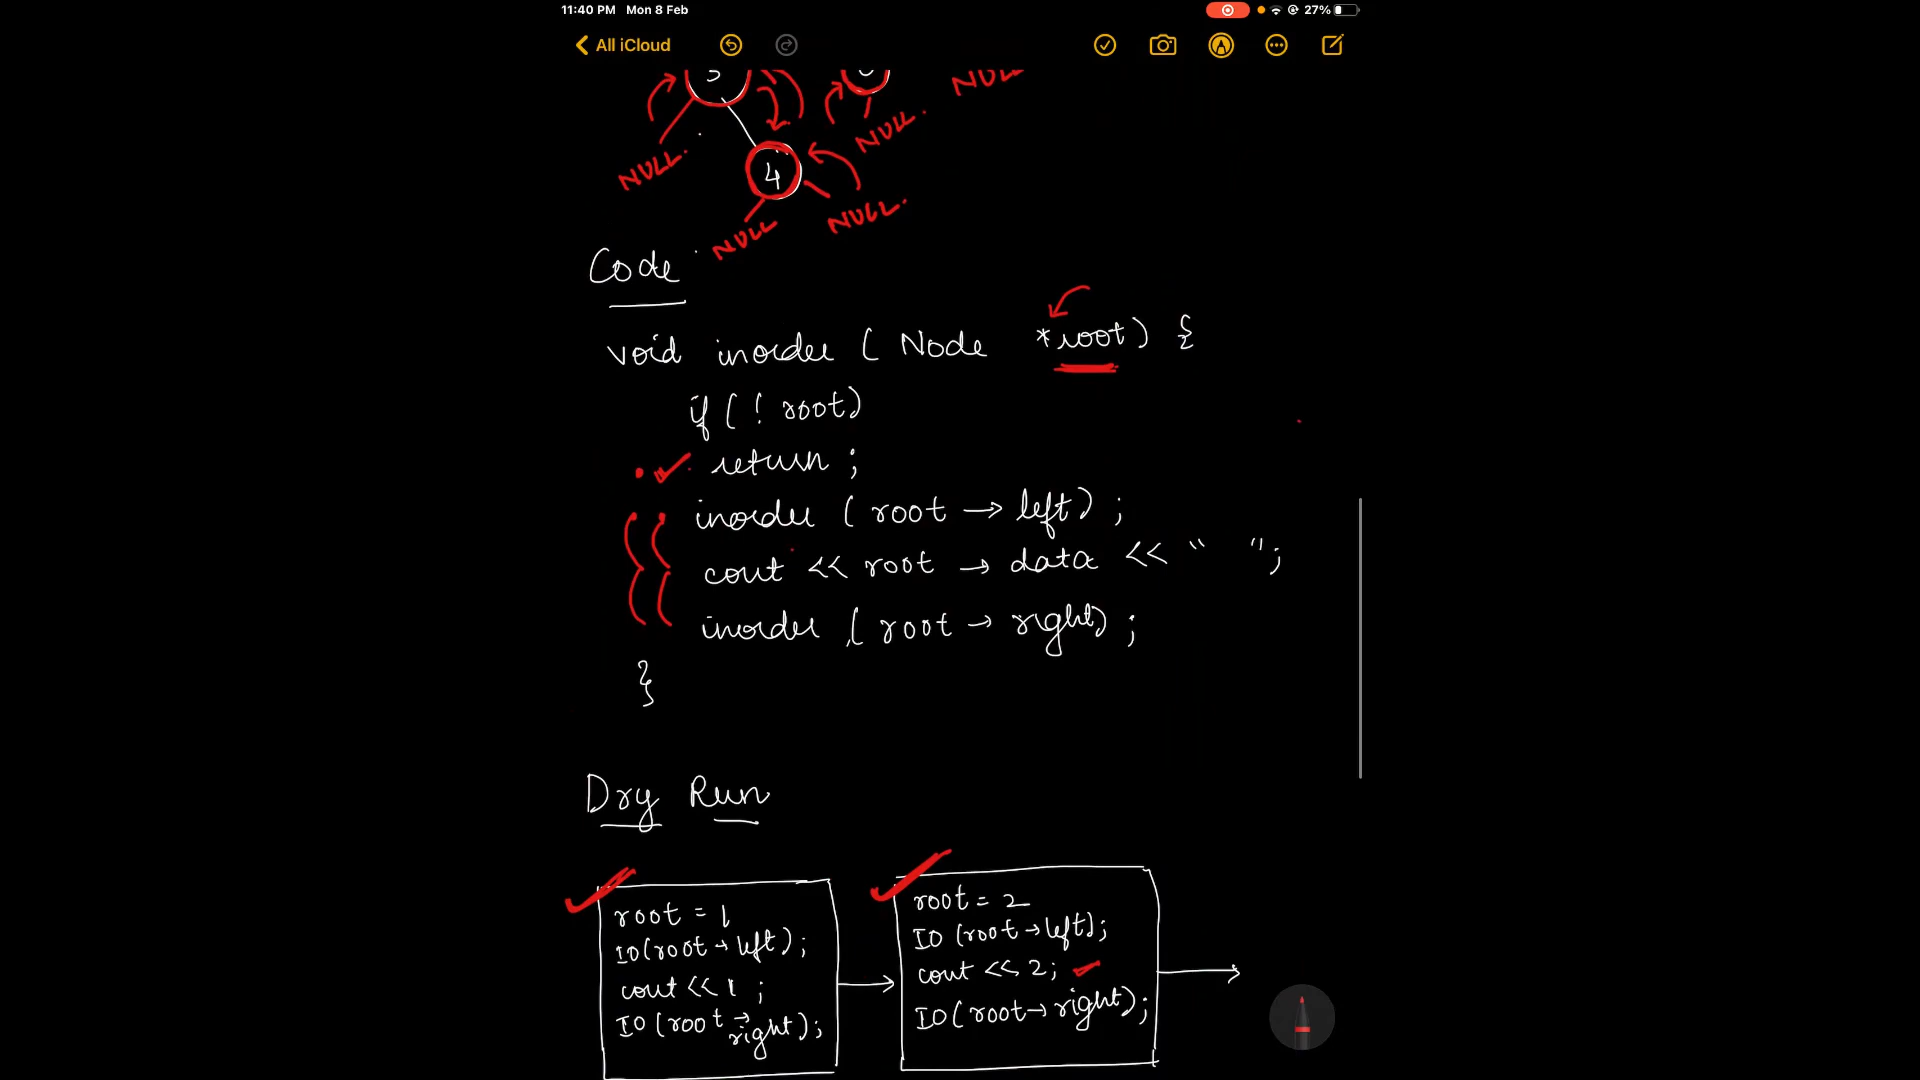 11:40 PM Mon 8 Feb
27%
All iCloud
NULL
NULL.
NULL.
4
NULL.
NULL
Code
void inorder ( Node *root) {
if ( ! root)
return ;
inorder ( root → left) ;
cout << root → data << " ";
inorder ( root → right) ;
}
Dry Run
root = 1
IO(root → left) ;
cout << 1 ;
IO (root → right) ;
root = 2
IO (root → left);
cout << 2;
IO ( root → right);